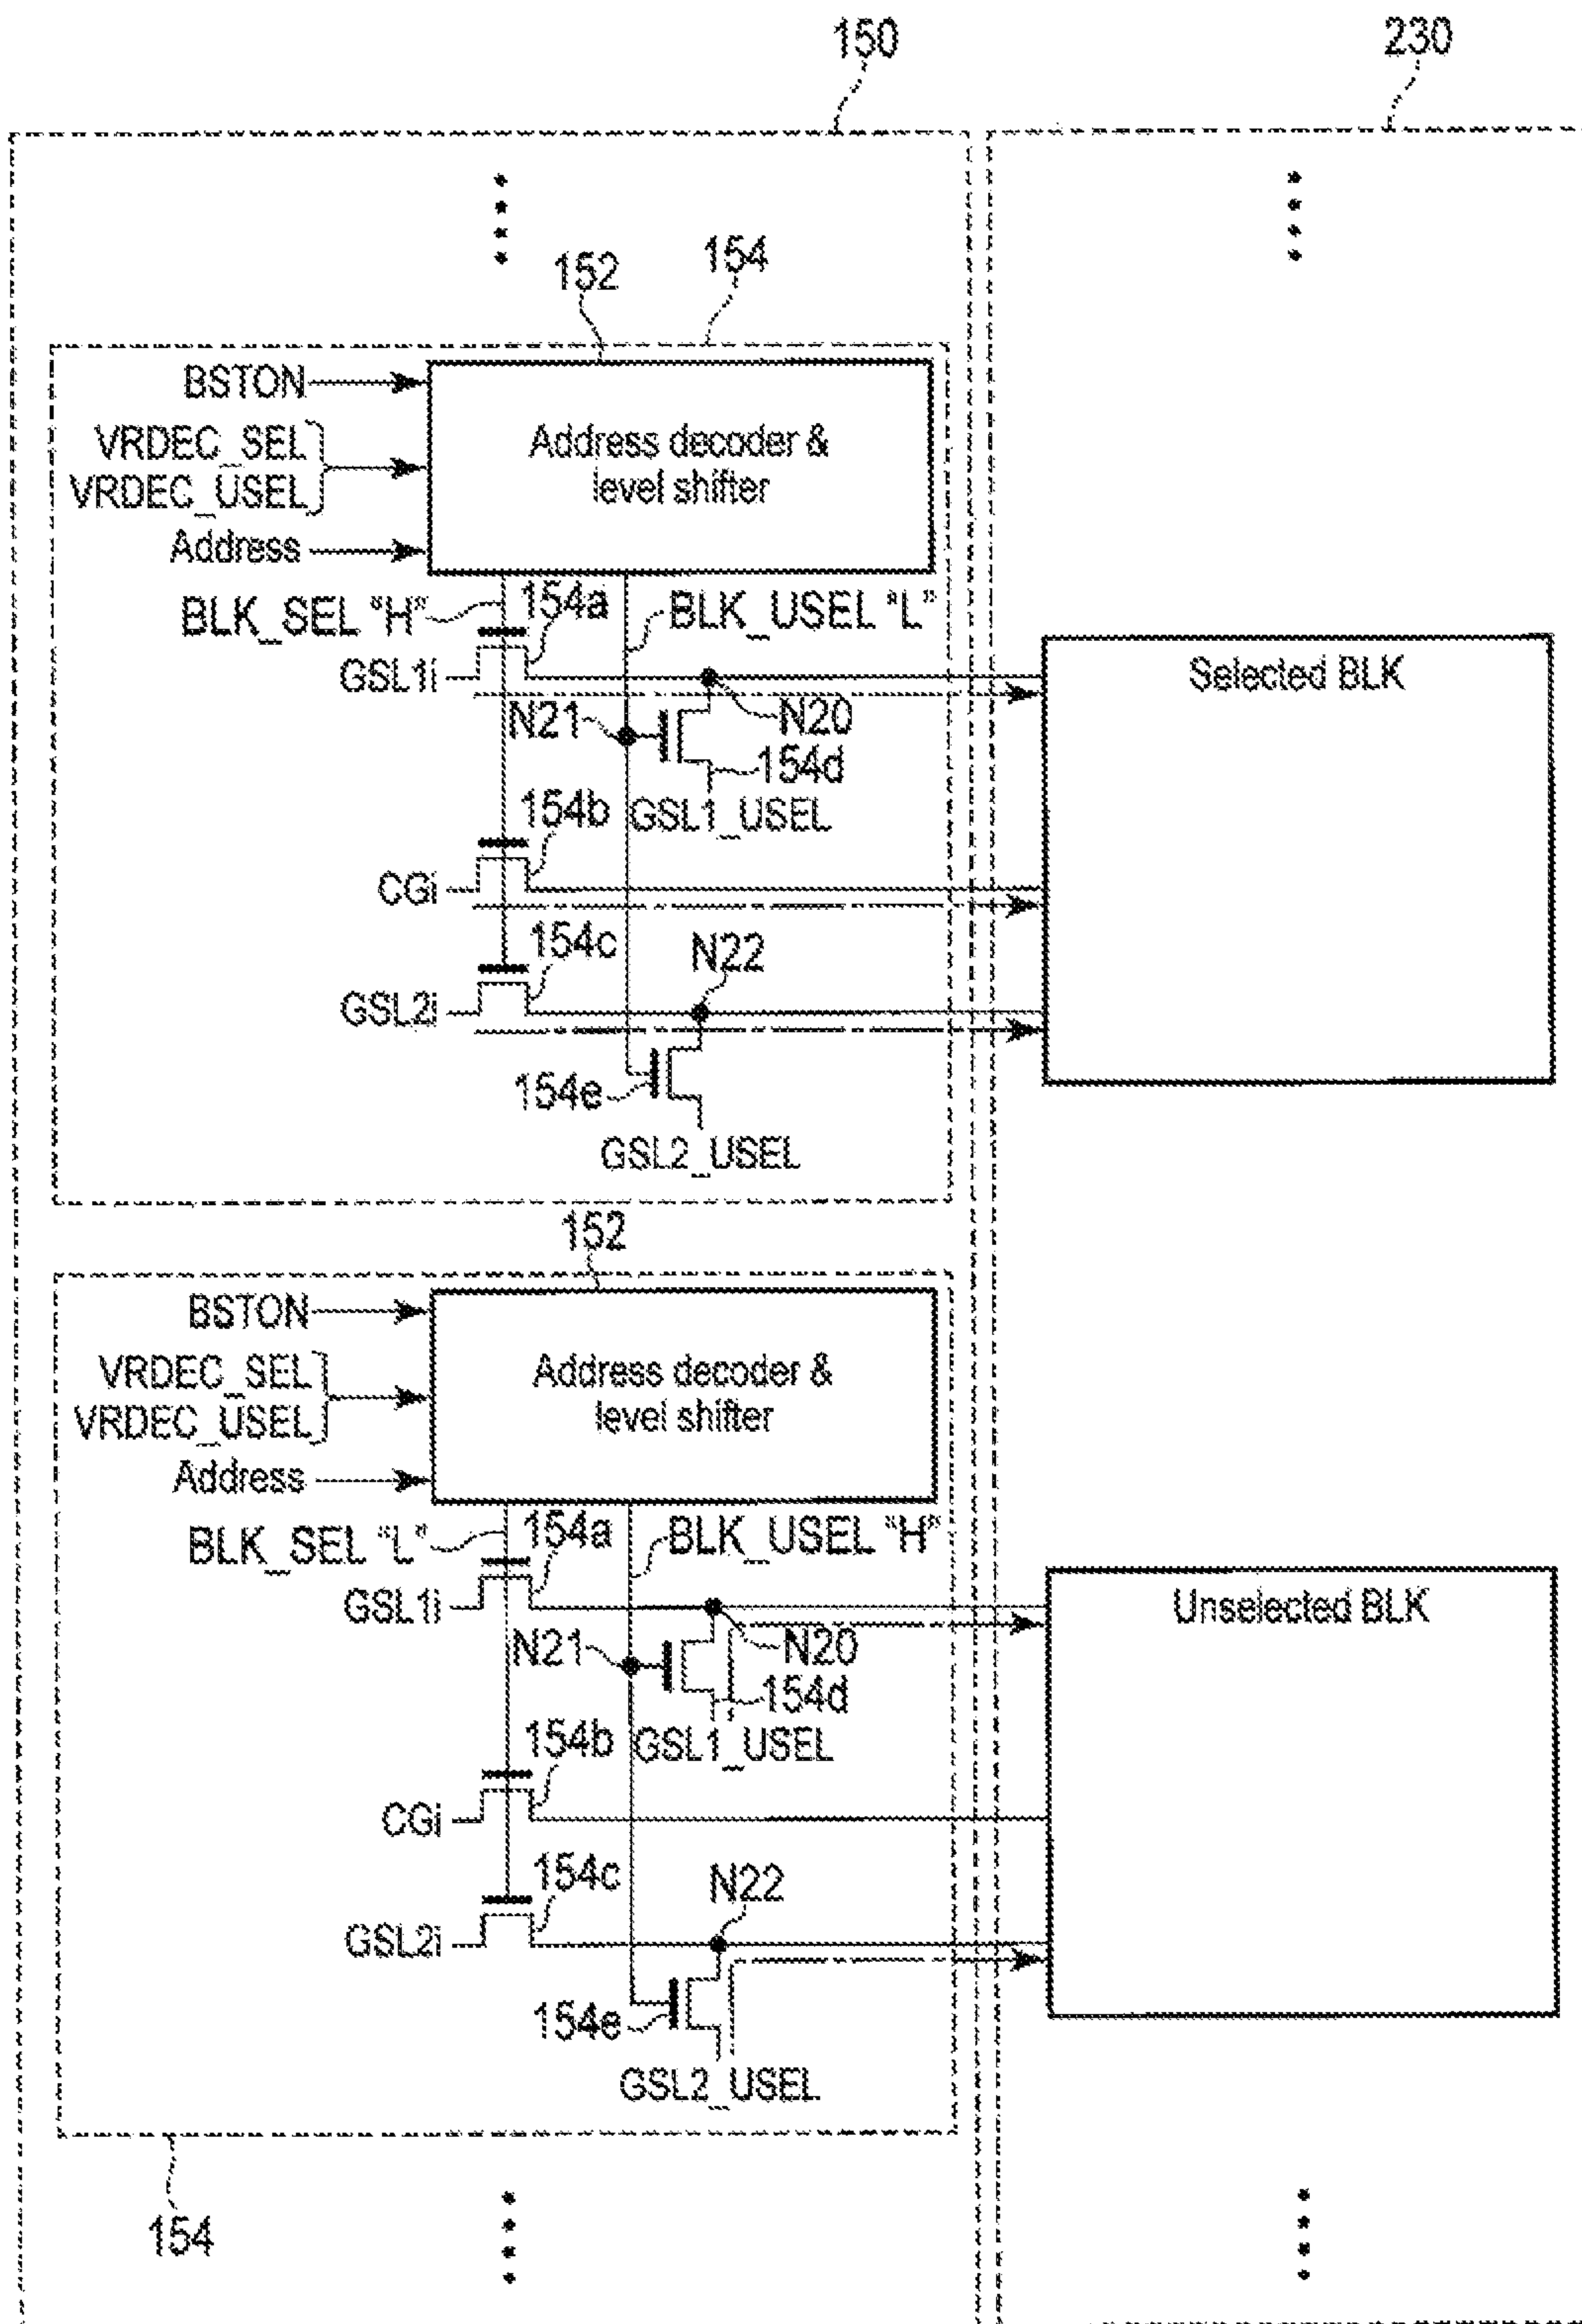 150
230
152
154
BSTON
VRDEC_SEL
VRDEC_USEL
Address
Address decoder &
level shifter
BLK_SEL "H"
154a
BLK_USEL "L"
GSL1i
Selected BLK
N21
N20
154d
154b
GSL1_USEL
CGi
154c
N22
GSL2i
154e
GSL2_USEL
152
BSTON
VRDEC_SEL
VRDEC_USEL
Address
Address decoder &
level shifter
BLK_SEL "L"
154a
BLK_USEL "H"
GSL1i
Unselected BLK
N21
N20
154d
154b
GSL1_USEL
CGi
154c
N22
GSL2i
154e
GSL2_USEL
154